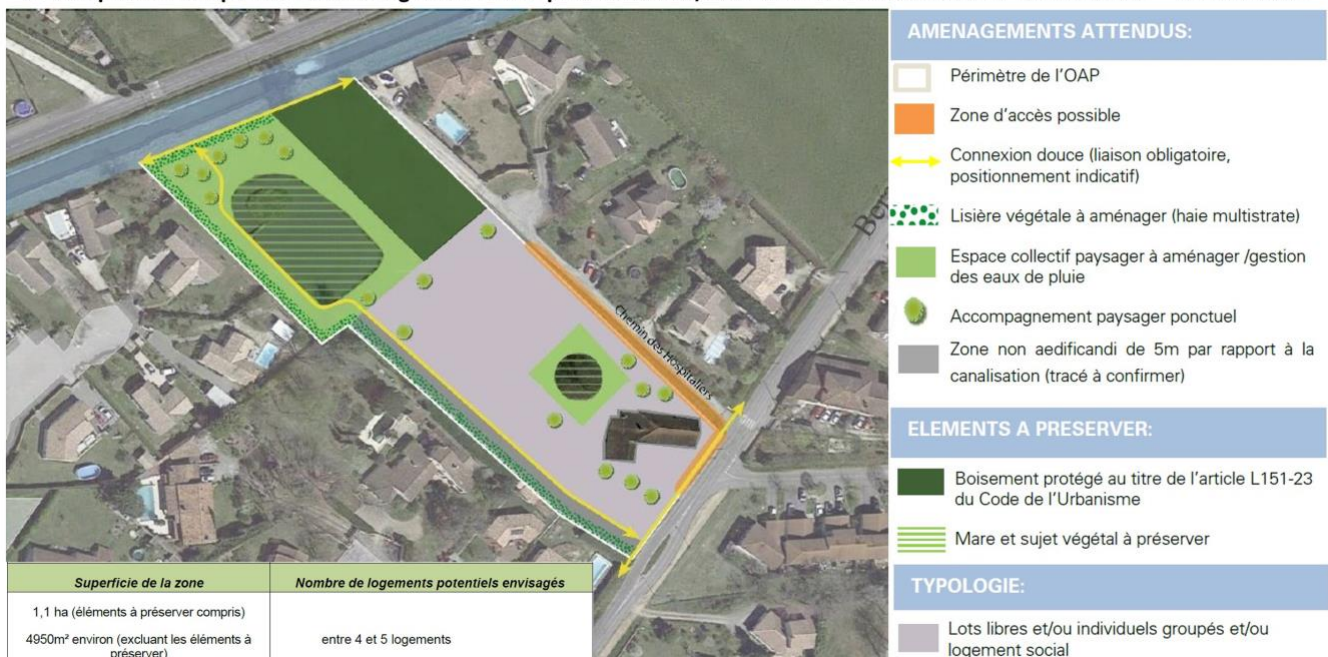 AMENAGEMENTS ATTENDUS:
Périmètre de l'OAP
Zone d'accès possible
Connexion douce (liaison obligatoire,
positionnement indicatif)
Lisière végétale à aménager (haie multistrate)
Espace collectif paysager à aménager /gestion
des eaux de pluie
Accompagnement paysager ponctuel
Zone non aedificandi de 5m par rapport à la
canalisation (tracé à confirmer)
ELEMENTS A PRESERVER:
Boisement protégé au titre de l'article L151-23
du Code de l'Urbanisme
Mare et sujet végétal à préserver
TYPOLOGIE:
Lots libres et/ou individuels groupés et/ou
logement social
Chemin des Hospitaliers
Superficie de la zone
Nombre de logements potentiels envisagés
1,1 ha (éléments à préserver compris)
4950m² environ (excluant les éléments à
préserver)
entre 4 et 5 logements